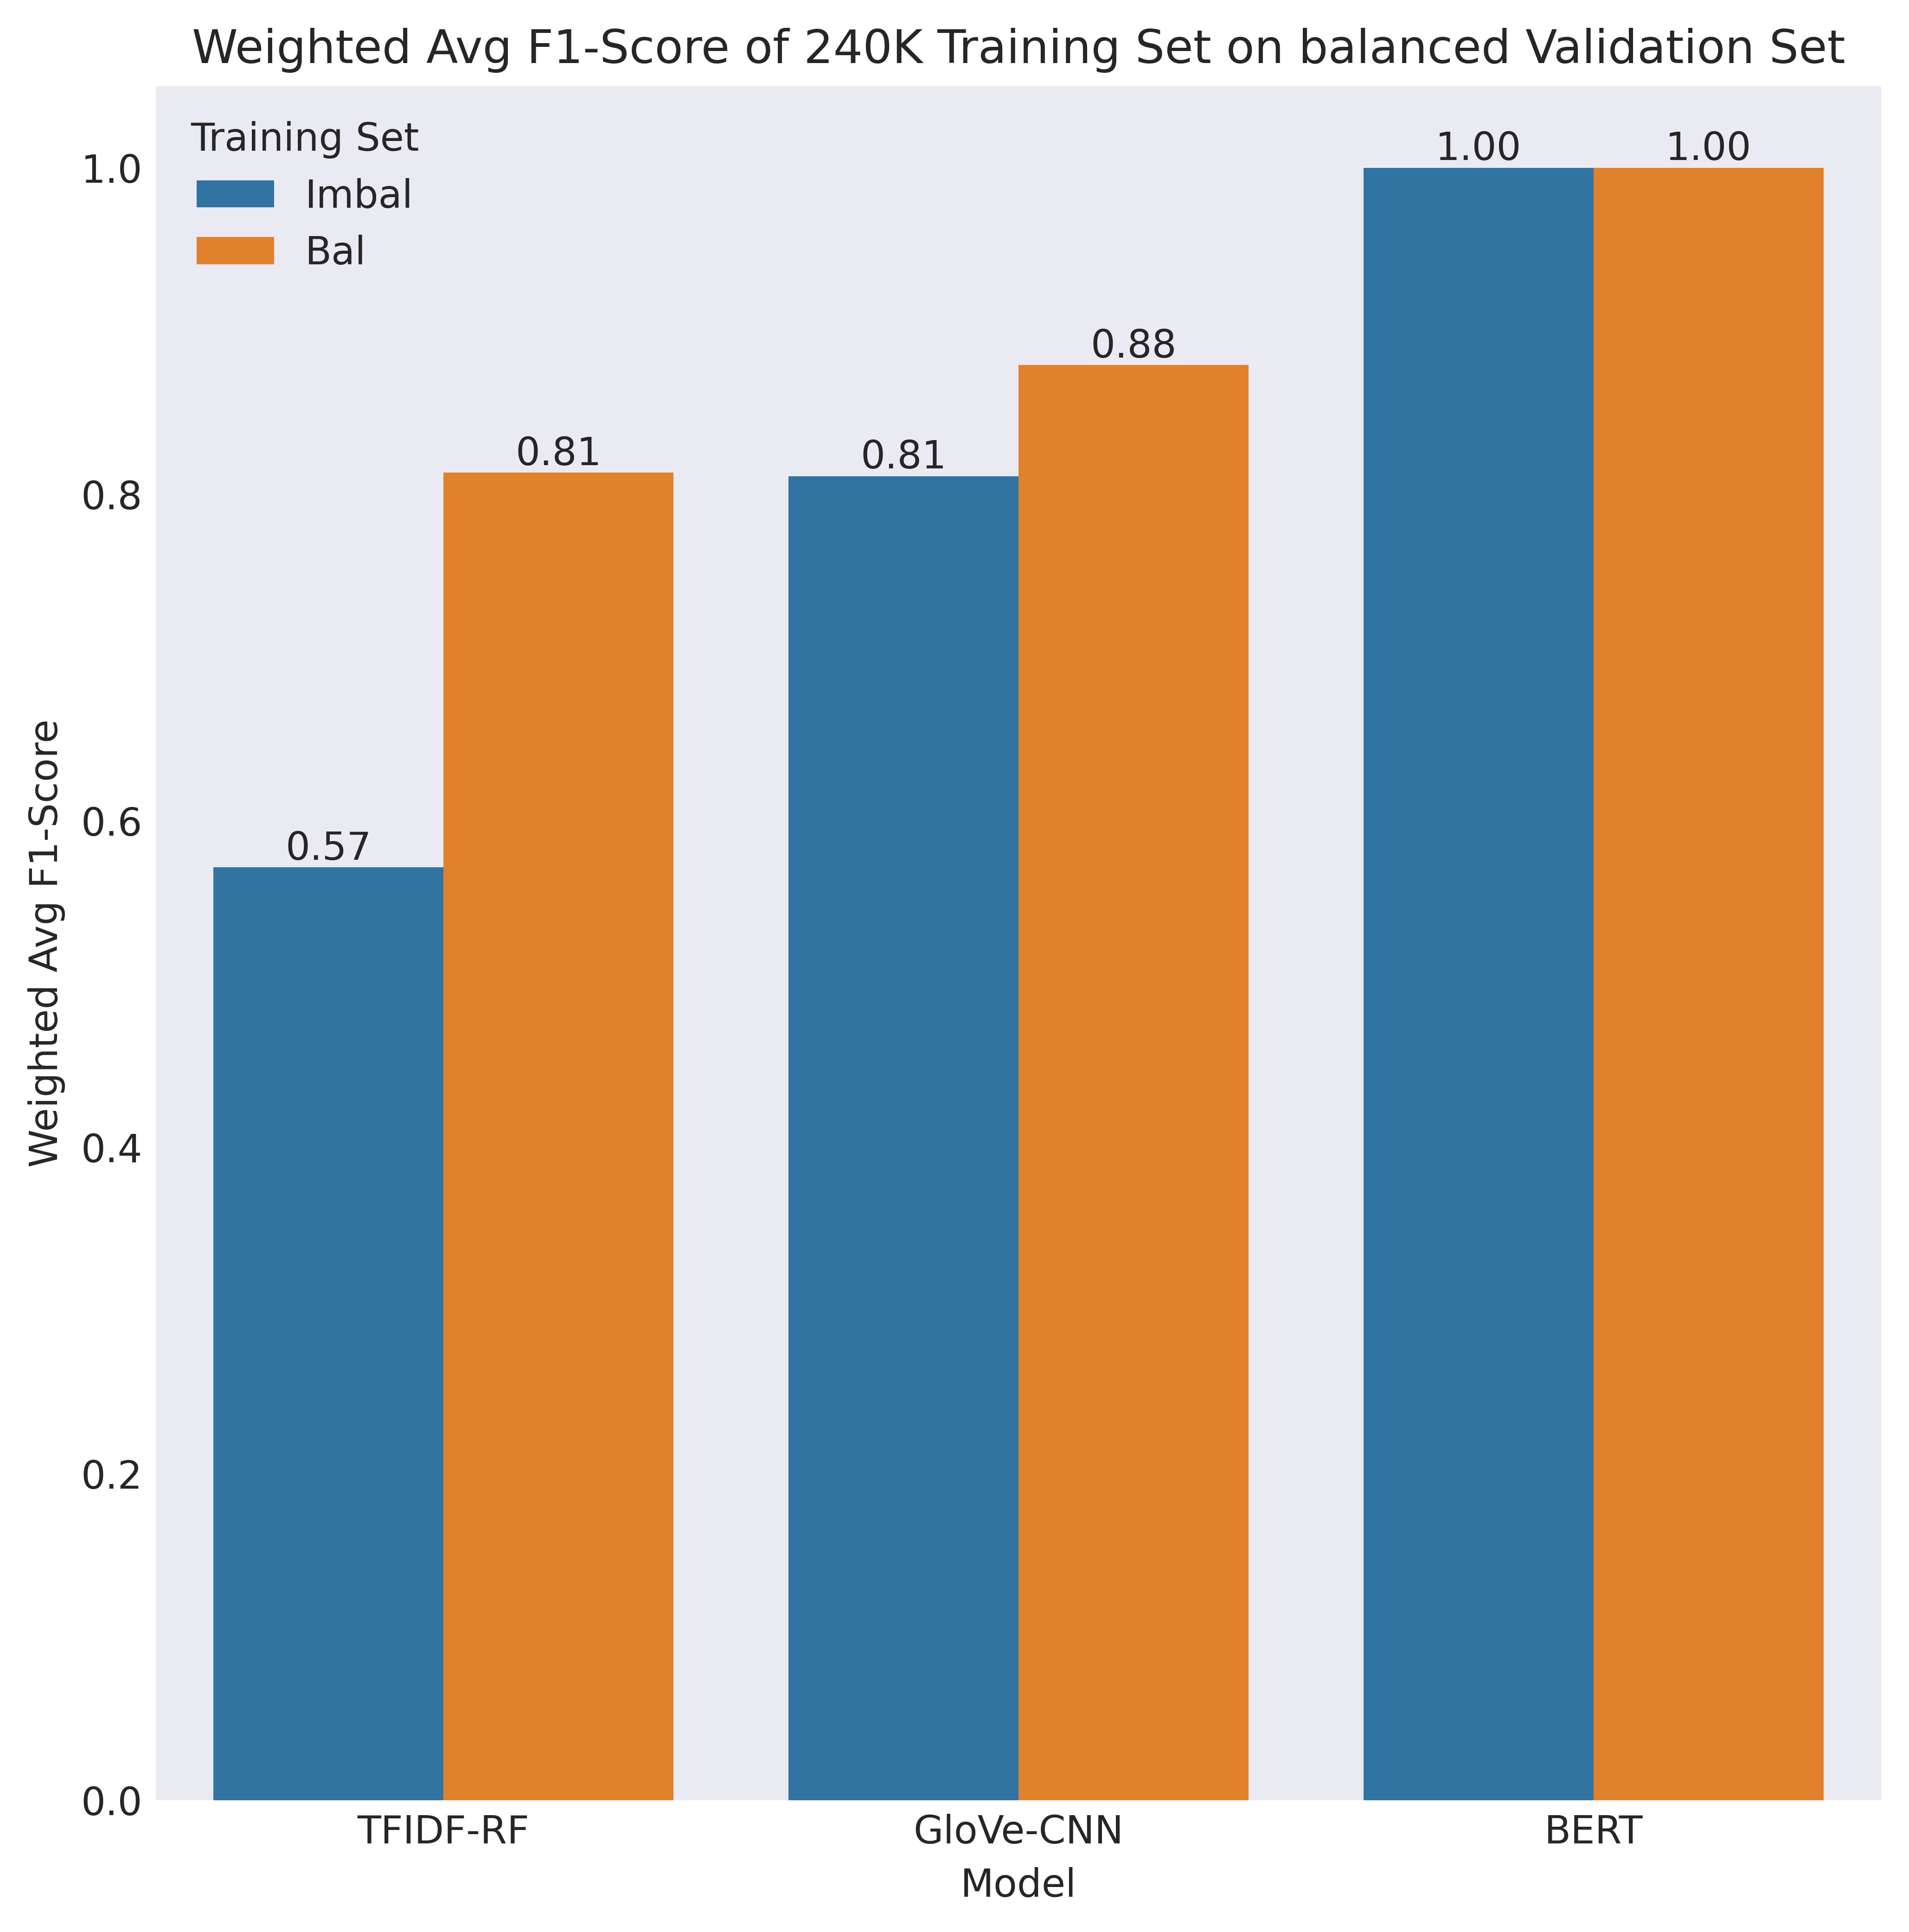 Weighted Avg F1-Score of 240K Training Set on balanced Validation Set
Training Set
Imbal
Bal
1.00 1.00
0.88
0.81
0.81
0.57
Weighted Avg F1-Score
1.0
0.8
0.6
0.4
0.2
0.0
TFIDF-RF GloVe-CNN BERT
Model